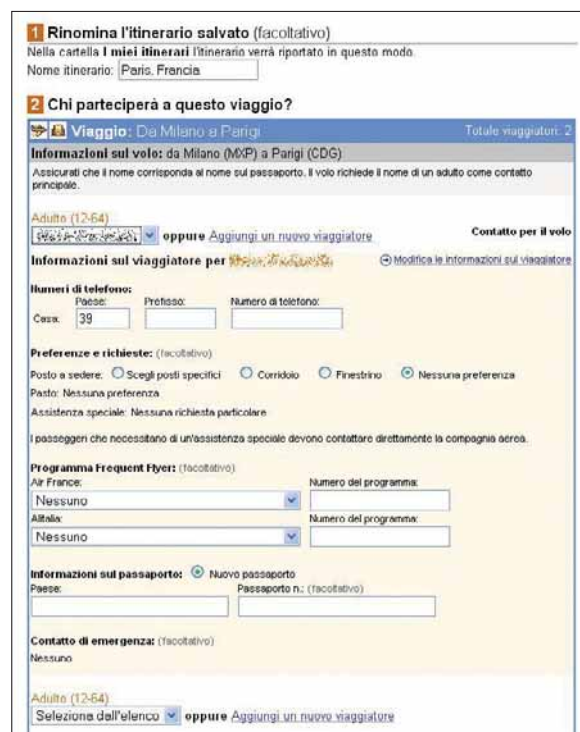 1 Rinomina l'itinerario salvato (facoltativo)
Nella cartella I miei itinerari l'itinerario verrà riportato in questo modo.
Nome itinerario: Paris, Francia
2 Chi parteciperà a questo viaggio?
Viaggio: Da Milano a Parigi Totale viaggiatori: 2
Informazioni sul volo: da Milano (MXP) a Parigi (CDG)
Assicurati che il nome corrisponda al nome sul passaporto. Il volo richiede il nome di un adulto come contatto
principale.
Adulto (12-64)
oppure Aggiungi un nuovo viaggiatore Contatto per il volo
Informazioni sul viaggiatore per Modifica le informazioni sul viaggiatore
Numeri di telefono:
Paese: Prefisso: Numero di telefono:
Casa: 39
Preferenze e richieste: (facoltativo)
Posto a sedere: Scegli posti specifici Corridoio Finestrino Nessuna preferenza
Pasto: Nessuna preferenza
Assistenza speciale: Nessuna richiesta particolare
I passeggeri che necessitano di un'assistenza speciale devono contattare direttamente la compagnia aerea.
Programma Frequent Flyer: (facoltativo)
Air France: Numero del programma:
Nessuno
Alitalia: Numero del programma:
Nessuno
Informazioni sul passaporto: Nuovo passaporto
Paese: Passaporto n.: (facoltativo)
Contatto di emergenza: (facoltativo)
Nessuno
Adulto (12-64)
Seleziona dall'elenco oppure Aggiungi un nuovo viaggiatore